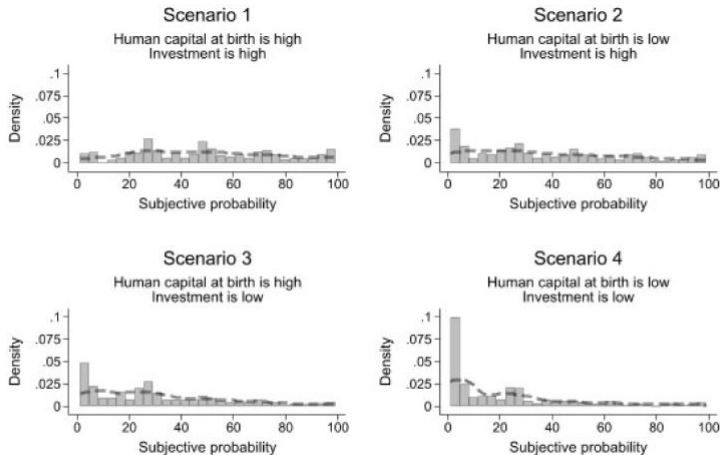 Scenario 1
Human capital at birth is high
Investment is high
Density
.1
.075
.05
.025
0
0 20 40 60 80 100
Subjective probability
Scenario 2
Human capital at birth is low
Investment is high
Density
.1
.075
.05
.025
0
0 20 40 60 80 100
Subjective probability
Scenario 3
Human capital at birth is high
Investment is low
Density
.1
.075
.05
.025
0
0 20 40 60 80 100
Subjective probability
Scenario 4
Human capital at birth is low
Investment is low
Density
.1
.075
.05
.025
0
0 20 40 60 80 100
Subjective probability